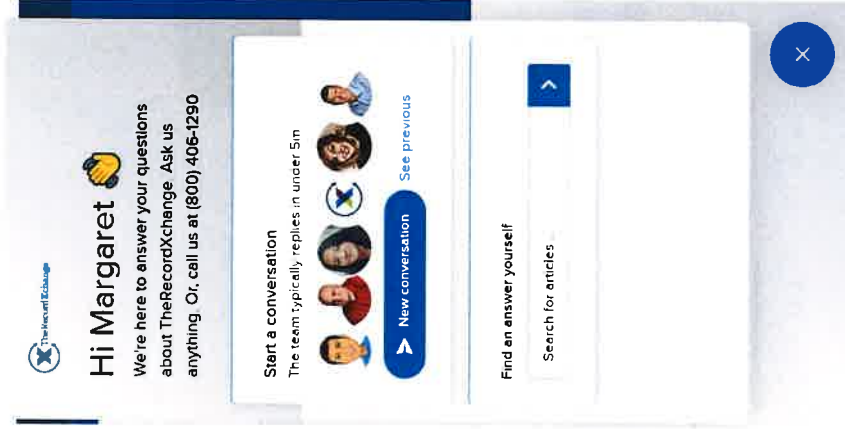 TheRecordXchange
Hi Margaret
We're here to answer your questions
about TheRecordXchange. Ask us
anything. Or, call us at (800) 406-1290
Start a conversation
The team typically replies in under 5m
New conversation
See previous
Find an answer yourself
Search for articles